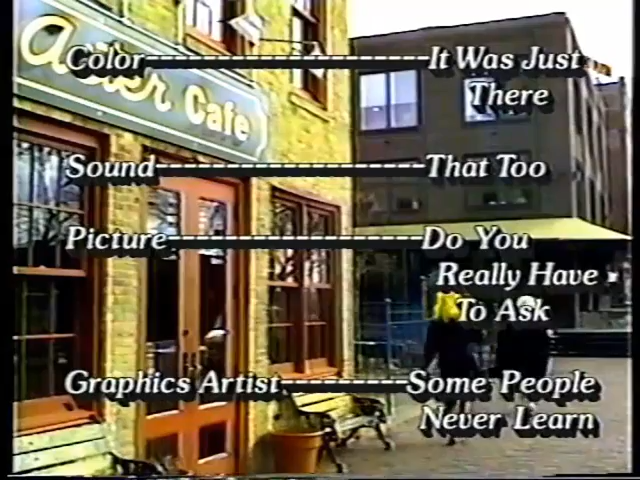 Cafe
Color---------------It Was Just
There
Sound---------------That Too
Picture---------------Do You
Really Have
To Ask
Graphics Artist---------Some People
Never Learn